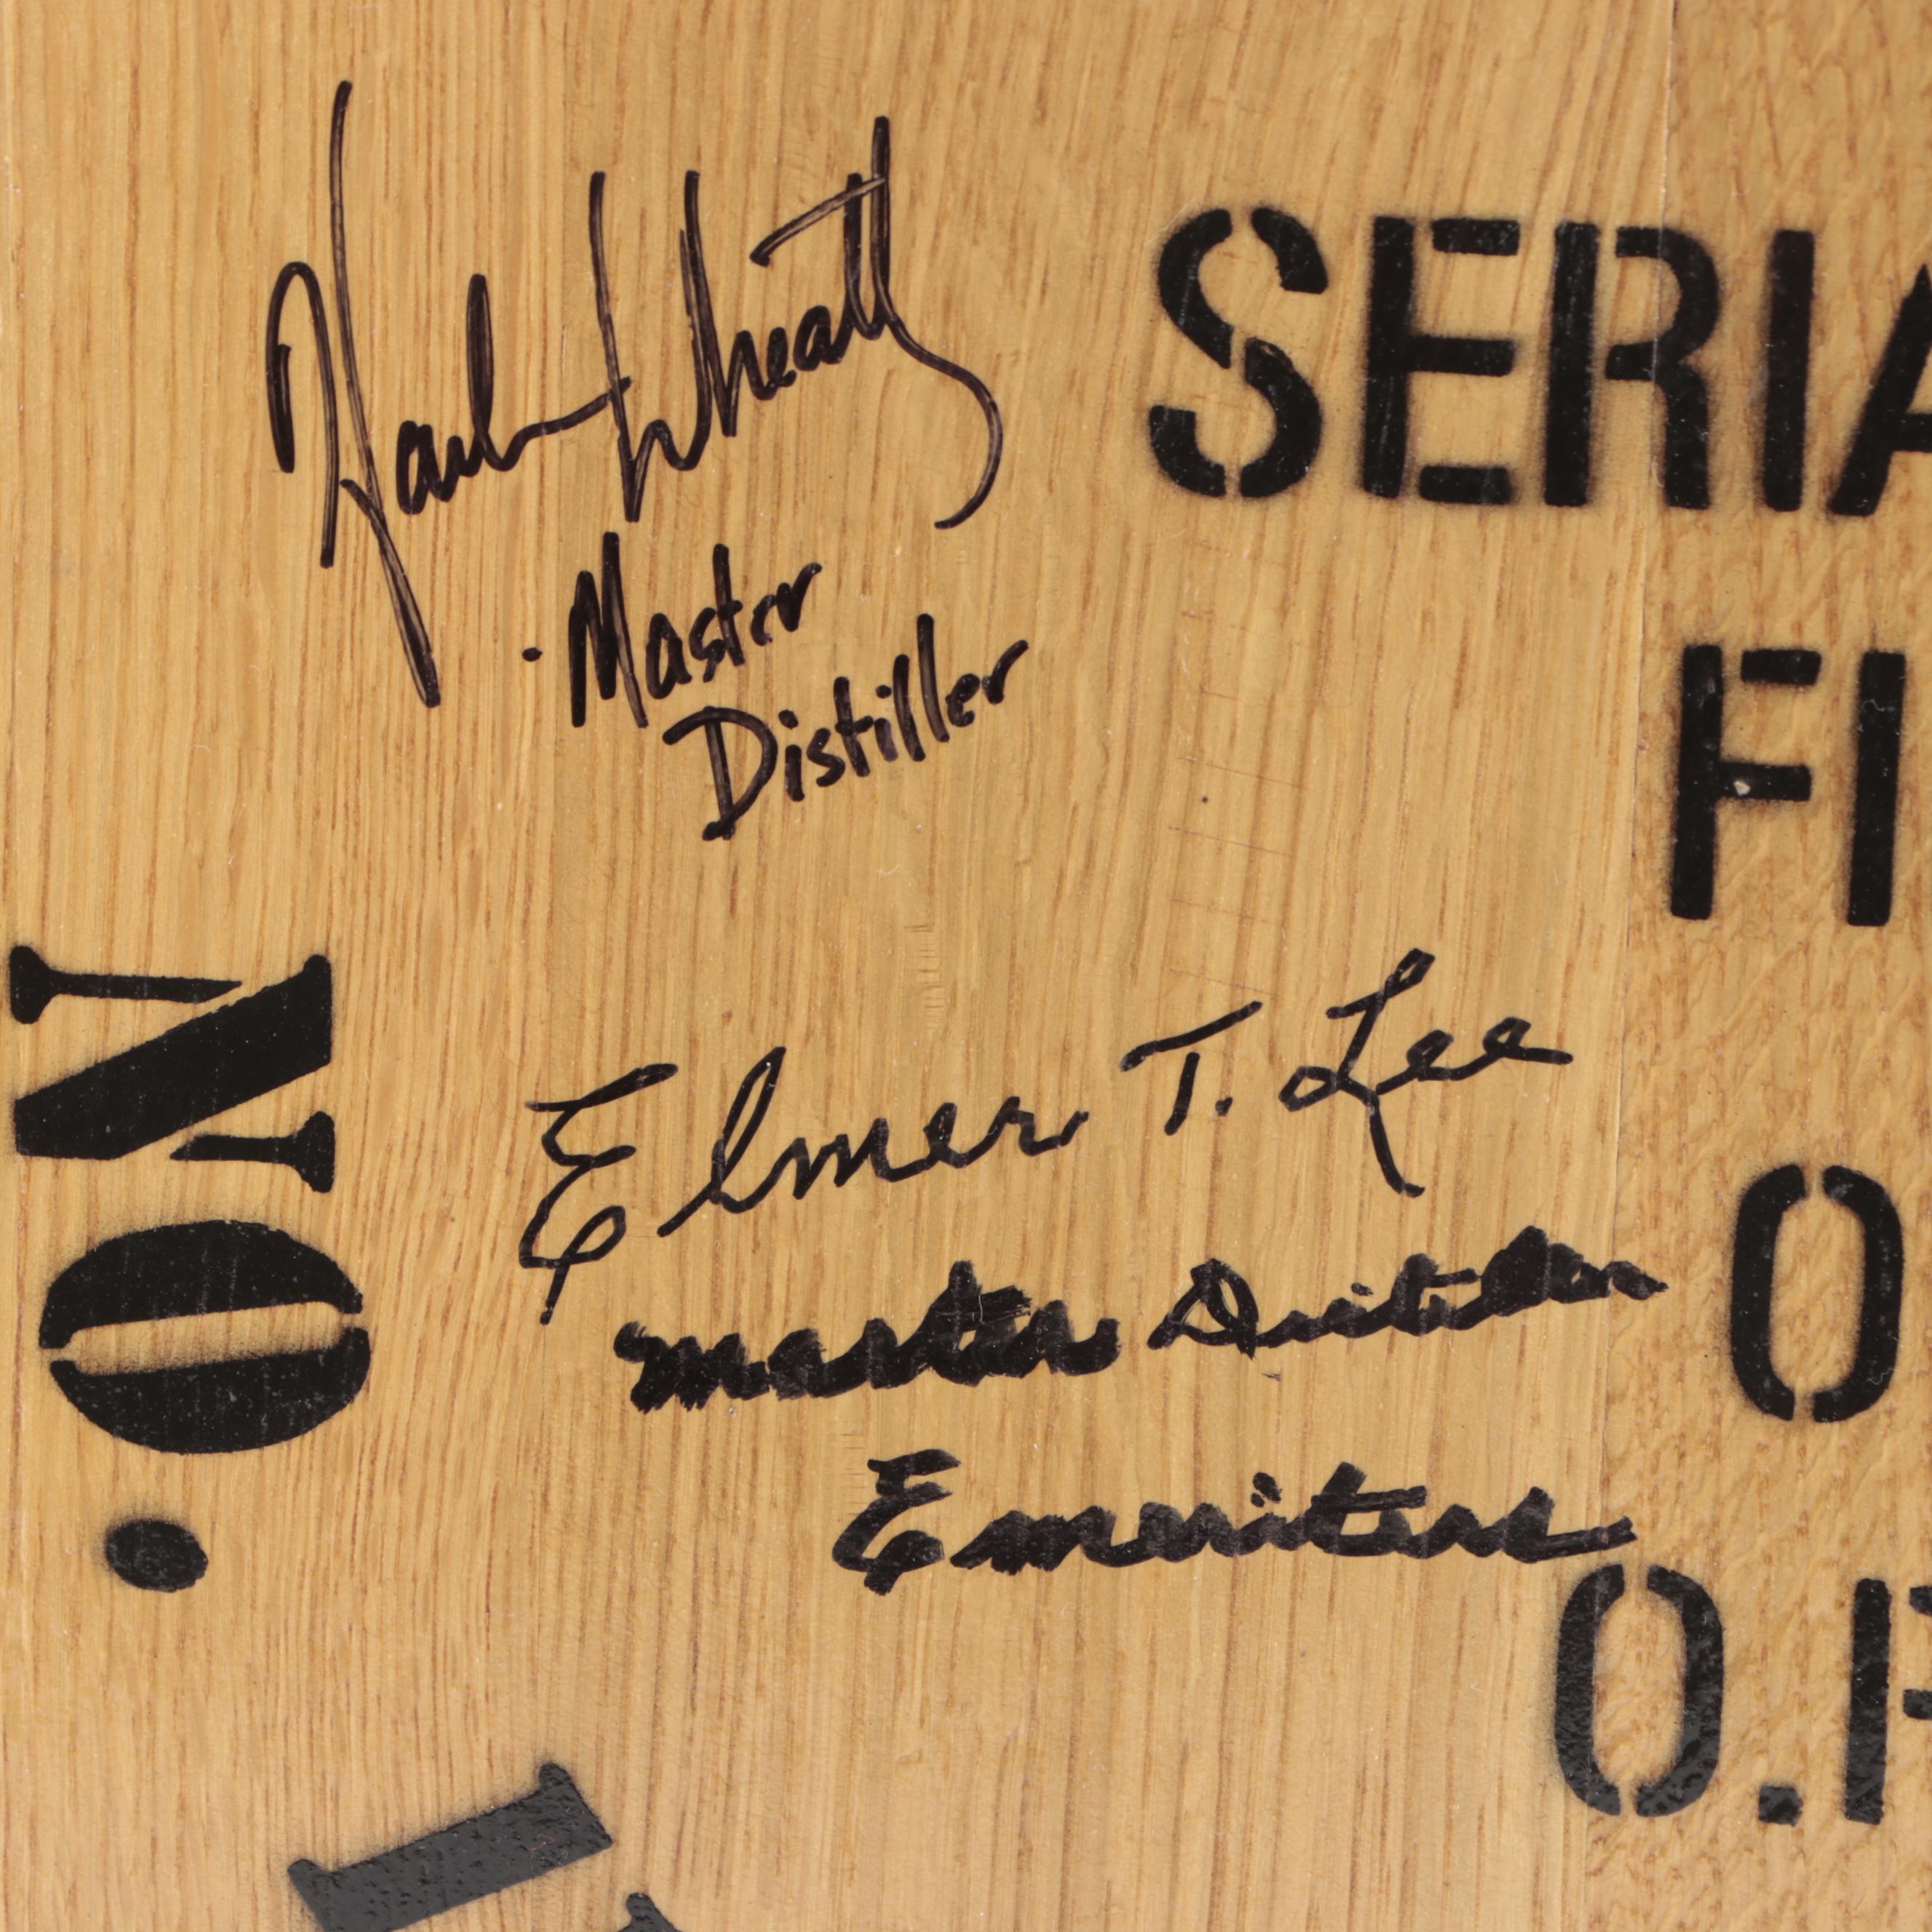 Harlen Wheatley
Master
Distiller
SERIA
FI
Elmer T. Lee
Master Distiller
Emeritus
O
O.F
NO.